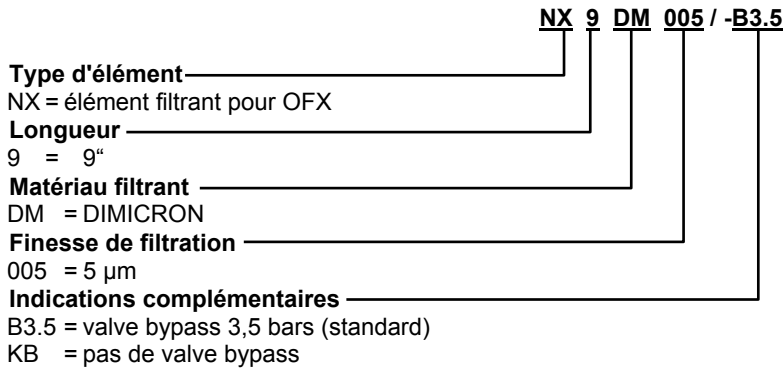 NX 9 DM 005 / -B3.5
Type d'élément
NX = élément filtrant pour OFX
Longueur
9 = 9“
Matériau filtrant
DM = DIMICRON
Finesse de filtration
005 = 5 µm
Indications complémentaires
B3.5 = valve bypass 3,5 bars (standard)
KB = pas de valve bypass